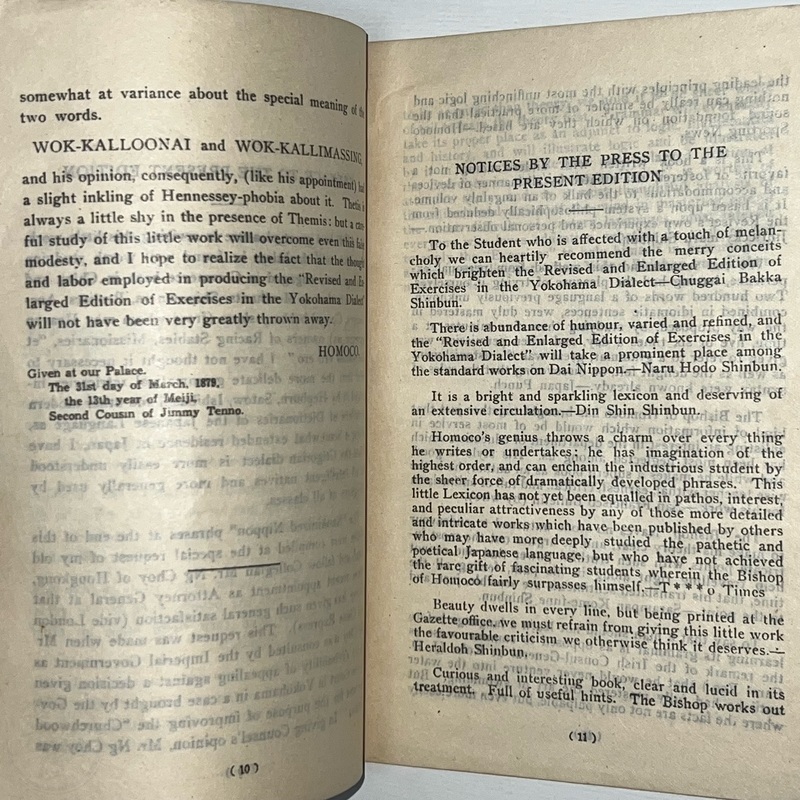 somewhat at variance about the special meaning of the
two words.
WOK-KALLOONAI and WOK-KALLIMASSING,
and his opinion, consequently, (like his appointment) had
a slight inkling of Hennessey-phobia about it. Thetis is
always a little shy in the presence of Themis: but a care
ful study of this little work will overcome even this fair
modesty, and I hope to realize the fact that the thought
and labor employed in producing the "Revised and En
larged Edition of Exercises in the Yokohama Dialect"
will not have been very greatly thrown away.
HOMOCO.
Given at our Palace.
The 31st day of March, 1879,
the 13th year of Meiji,
Second Cousin of Jimmy Tenno.
( 10 )
NOTICES BY THE PRESS TO THE
PRESENT EDITION
To the Student who is affected with a touch of melan-
choly we can heartily recommend the merry conceits
which brighten the Revised and Enlarged Edition of
Exercises in the Yokohama Dialect—Chuggai Bakka
Shinbun.
There is abundance of humour, varied and refined, and
the "Revised and Enlarged Edition of Exercises in the
Yokohama Dialect" will take a prominent place among
the standard works on Dai Nippon.—Naru Hodo Shinbun.
It is a bright and sparkling lexicon and deserving of
an extensive circulation.—Din Shin Shinbun.
Homoco's genius throws a charm over every thing
he writes or undertakes; he has imagination of the
highest order, and can enchain the industrious student by
the sheer force of dramatically developed phrases. This
little Lexicon has not yet been equalled in pathos, interest,
and peculiar attractiveness by any of those more detailed
and intricate works which have been published by others
who may have more deeply studied the pathetic and
poetical Japanese language, but who have not achieved
the rare gift of fascinating students wherein the Bishop
of Homoco fairly surpasses himself.—T * * * o Times
Beauty dwells in every line, but being printed at the
Gazette office, we must refrain from giving this little work
the favourable criticism we otherwise think it deserves.—
Heraldoh Shinbun.
Curious and interesting book, clear and lucid in its
treatment. Full of useful hints. The Bishop works out
( 11 )